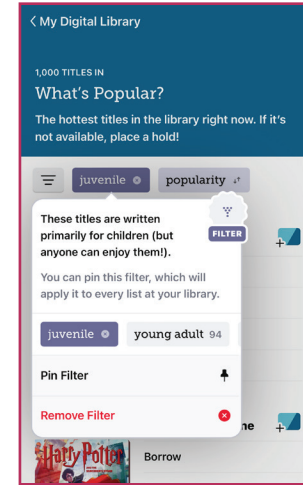 My Digital Library
1,000 TITLES IN
What's Popular?
The hottest titles in the library right now. If it's
not available, place a hold!
juvenile
popularity
These titles are written
primarily for children (but
anyone can enjoy them!).
FILTER
You can pin this filter, which will
apply it to every list at your library.
juvenile
young adult 94
Pin Filter
Remove Filter
ne
Harry Potter
Borrow